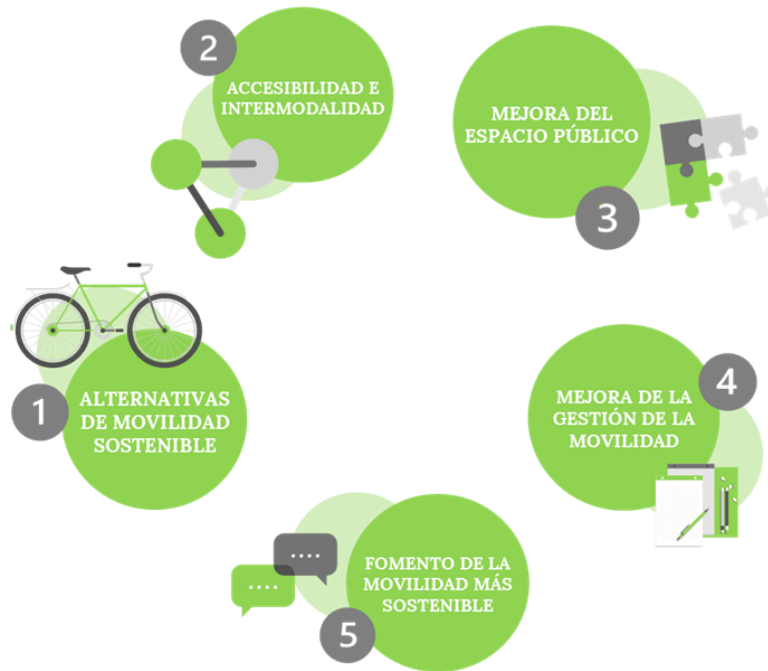 1
ALTERNATIVAS
DE MOVILIDAD
SOSTENIBLE
2
ACCESIBILIDAD E
INTERMODALIDAD
3
MEJORA DEL
ESPACIO PÚBLICO
4
MEJORA DE LA
GESTIÓN DE LA
MOVILIDAD
5
FOMENTO DE LA
MOVILIDAD MÁS
SOSTENIBLE